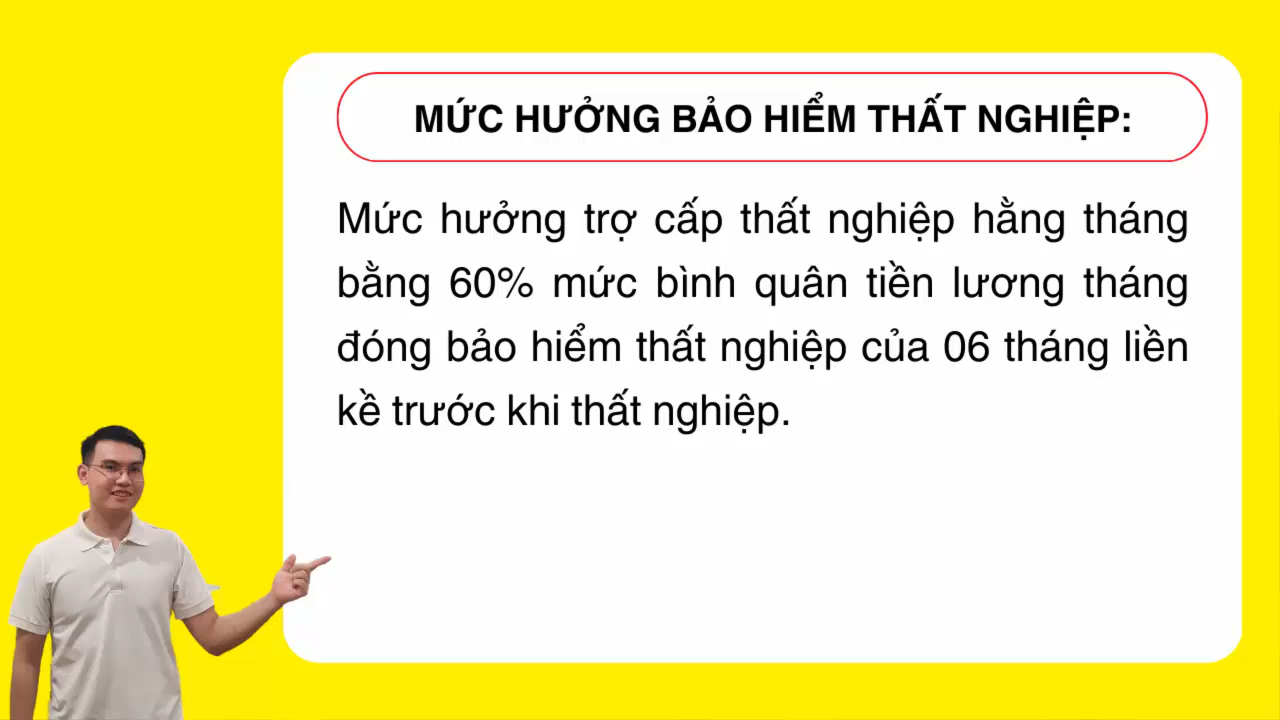 MỨC HƯỞNG BẢO HIỂM THẤT NGHIỆP:
Mức hưởng trợ cấp thất nghiệp hằng tháng
bằng 60% mức bình quân tiền lương tháng
đóng bảo hiểm thất nghiệp của 06 tháng liền
kề trước khi thất nghiệp.